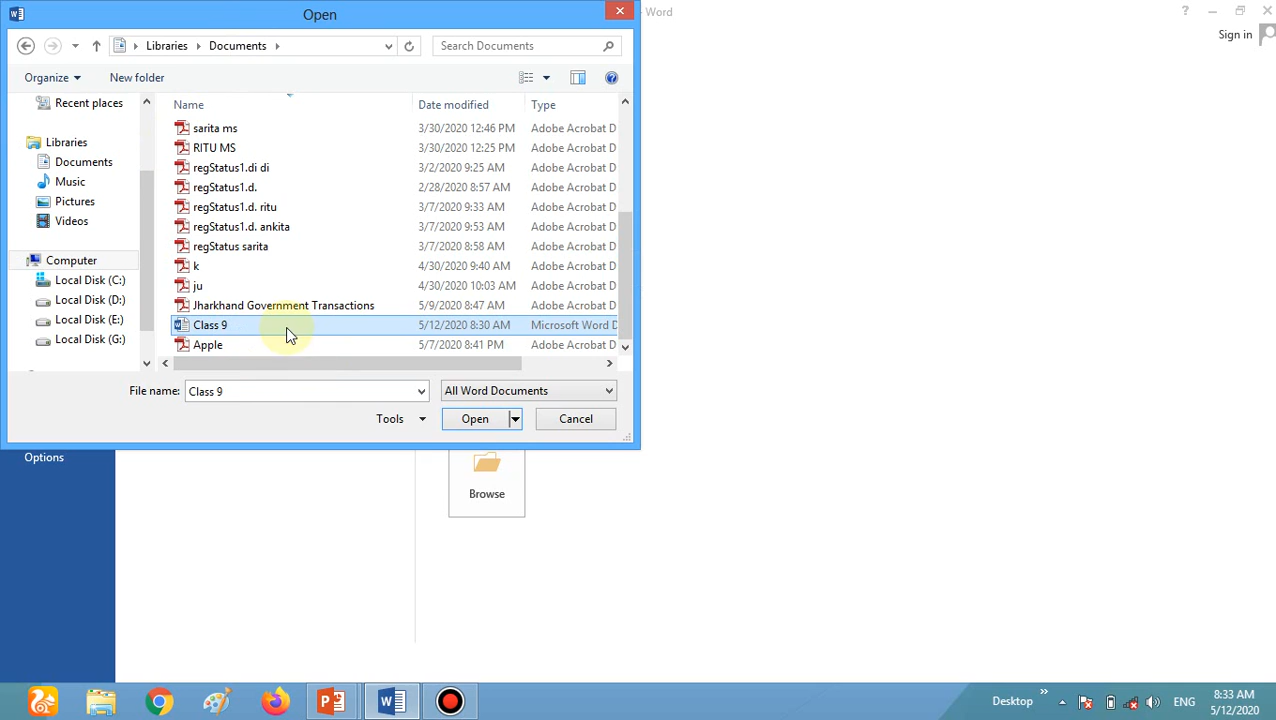 Open
- Word
Sign in
Libraries
Documents
Search Documents
Organize
New folder
Recent places
Libraries
Documents
Music
Pictures
Videos
Computer
Local Disk (C:)
Local Disk (D:)
Local Disk (E:)
Local Disk (G:)
Name Date modified Type
sarita ms 3/30/2020 12:46 PM Adobe Acrobat D
RITU MS 3/30/2020 12:25 PM Adobe Acrobat D
regStatus1.di di 3/2/2020 9:25 AM Adobe Acrobat D
regStatus1.d. 2/28/2020 8:57 AM Adobe Acrobat D
regStatus1.d. ritu 3/7/2020 9:33 AM Adobe Acrobat D
regStatus1.d. ankita 3/7/2020 9:53 AM Adobe Acrobat D
regStatus sarita 3/7/2020 8:58 AM Adobe Acrobat D
k 4/30/2020 9:40 AM Adobe Acrobat D
ju 4/30/2020 10:03 AM Adobe Acrobat D
Jharkhand Government Transactions 5/9/2020 8:47 AM Adobe Acrobat D
Class 9 5/12/2020 8:30 AM Microsoft Word D
Apple 5/7/2020 8:41 PM Adobe Acrobat D
File name: Class 9 All Word Documents
Tools Open Cancel
Options
Browse
Desktop
ENG
8:33 AM
5/12/2020